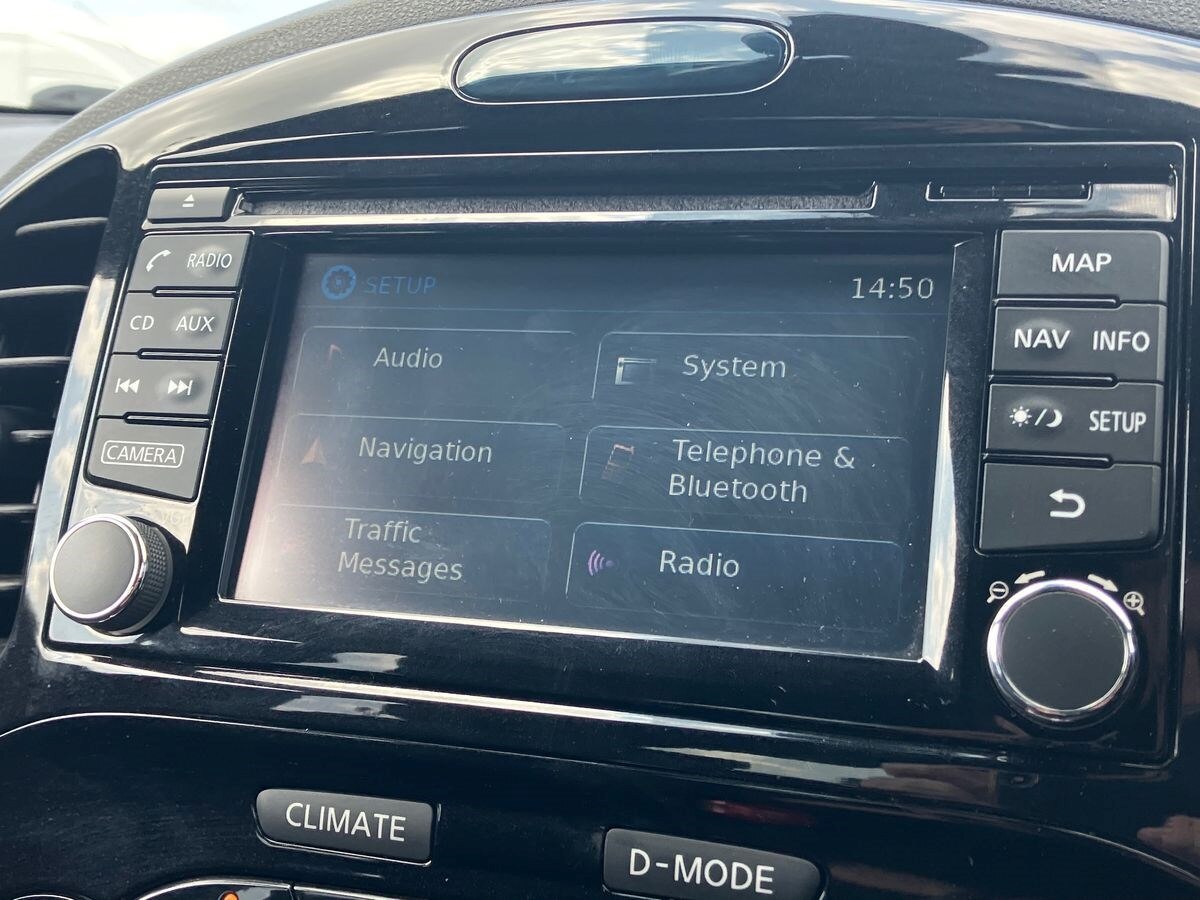 RADIO
CD AUX
CAMERA
SETUP 14:50
Audio
System
Navigation
Telephone &
Bluetooth
Traffic
Messages
Radio
MAP
NAV INFO
SETUP
CLIMATE
D-MODE